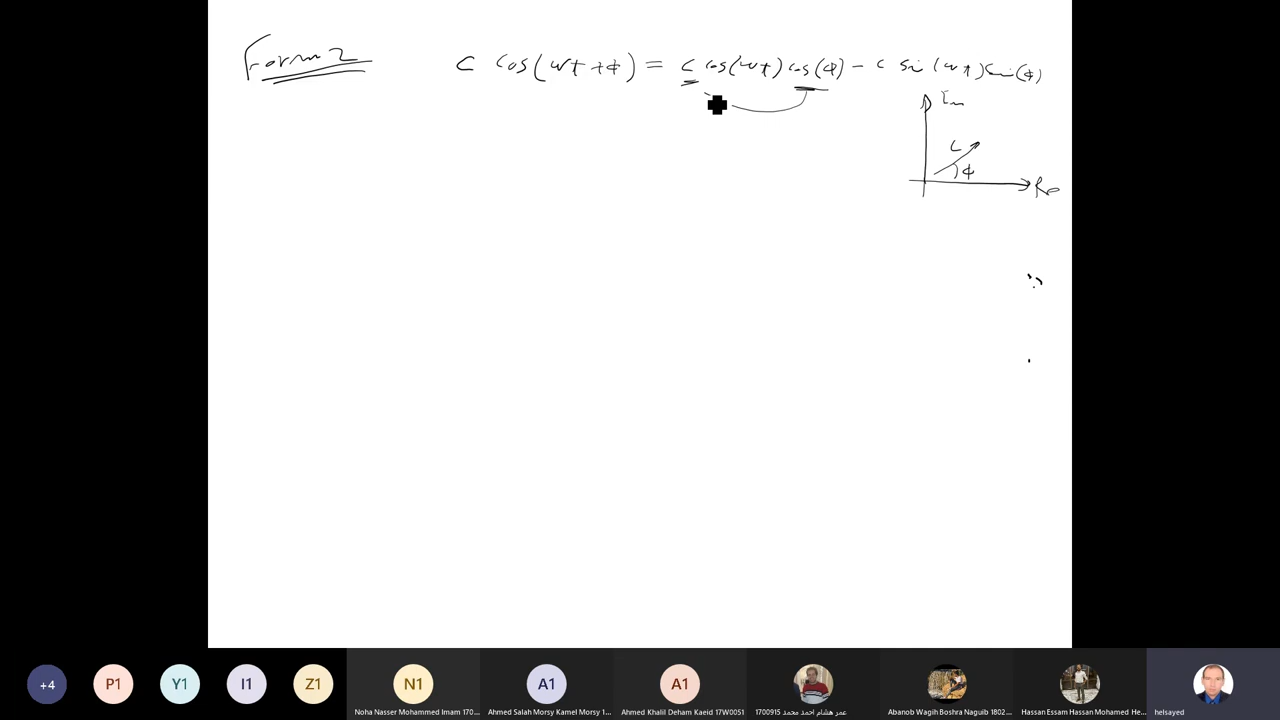 Form 2
C cos(ωt+ϕ) = C cos(ωt) cos(ϕ) - C sin(ωt) sin(ϕ)
Im
C
ϕ
Re
+4
P1
Y1
I1
Z1
N1
A1
A1
Noha Nasser Mohammed Imam 170...
Ahmed Salah Morsy Kamel Morsy 1...
Ahmed Khalil Deham Kaeid 17W0051
عمر هشام احمد محمد 1700915
Abanob Wagih Boshra Naguib 1802...
Hassan Essam Hassan Mohamed He...
helsayed